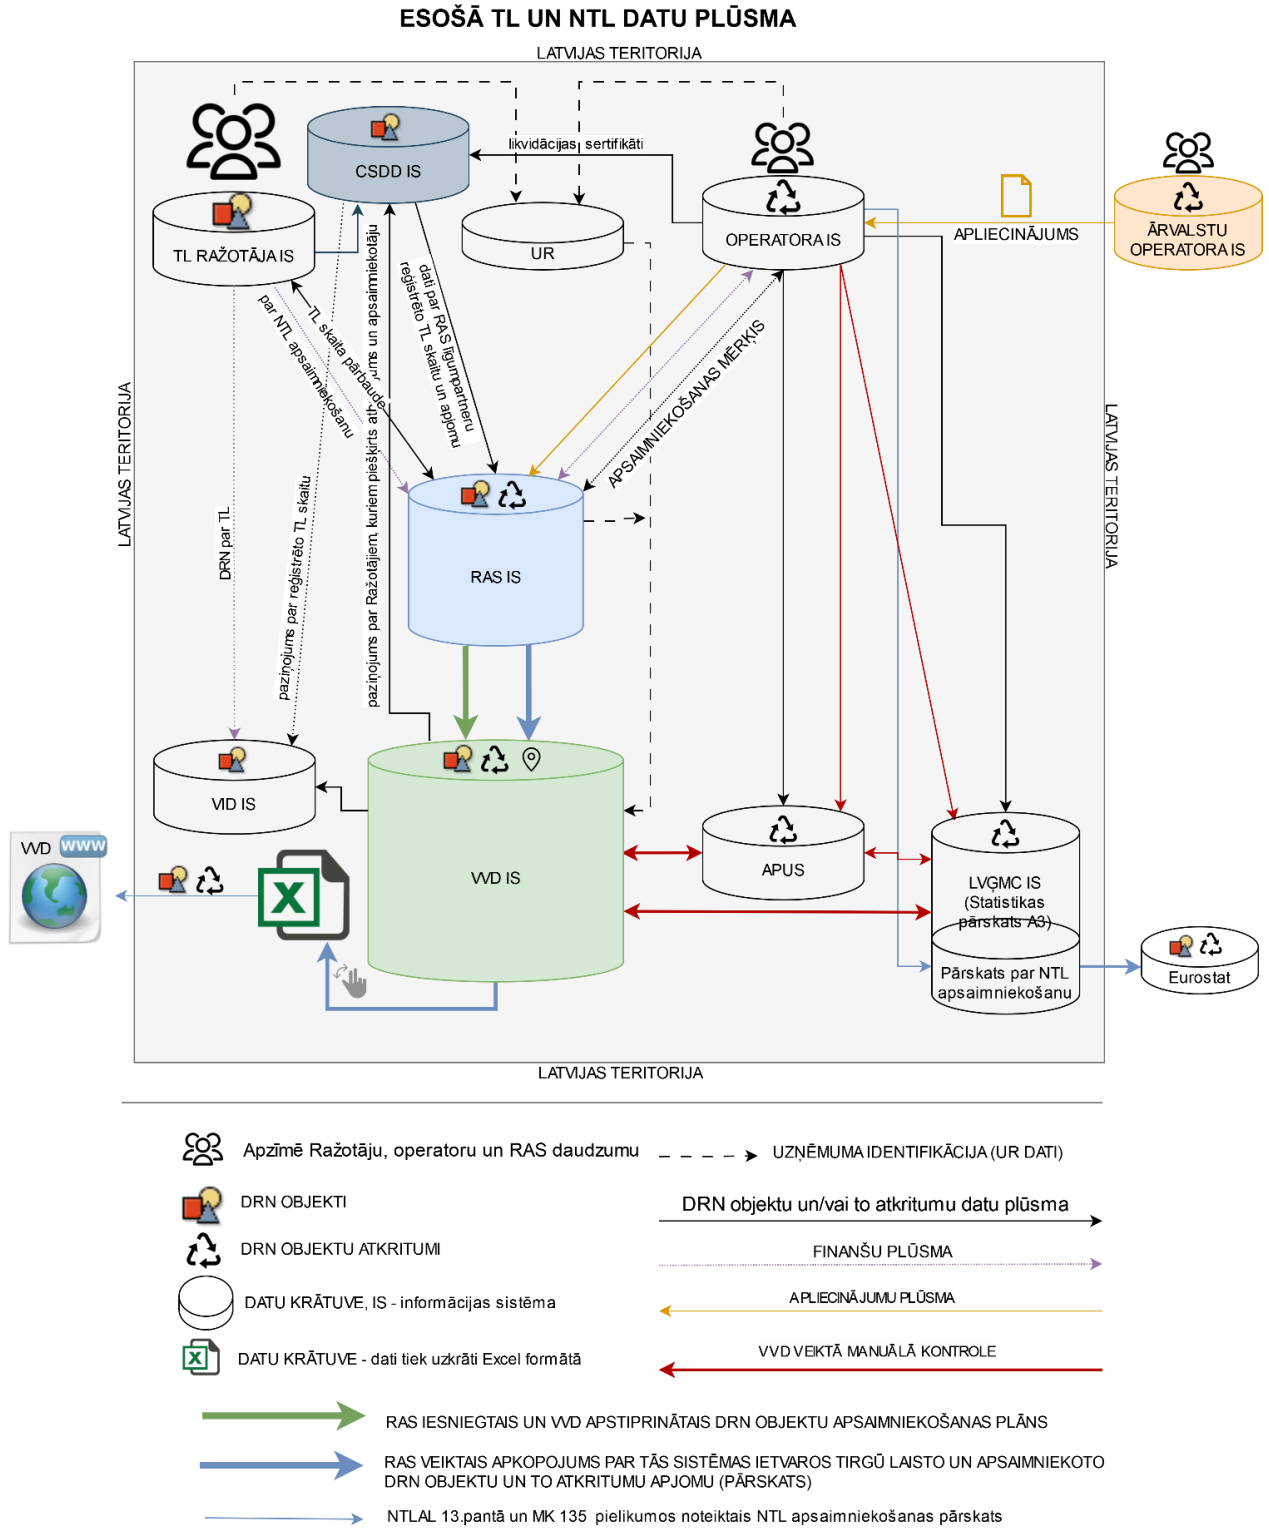 ESOŠĀ TL UN NTL DATU PLŪSMA
LATVIJAS TERITORIJA
likvidācijas sertifikāti
CSDD IS
TL RAŽOTĀJA IS
UR
OPERATORA IS
APLIECINĀJUMS
ĀRVALSTU
OPERATORA IS
dati par RAS līgumpartneru
reģistrēto TL skaitu un apjomu
TL skaita pārbaude
par NTL apsaimniekošanu
paziņojums par Ražotājiem, kuriem piešķirts ums un apsaimniekotāju
APSAIMNIEKOŠANAS MĒRĶIS
LATVIJAS TERITORIJA
LATVIJAS TERITORIJA
DRN par TL
paziņojums par reģistrēto TL skaitu
RAS IS
VID IS
VVD IS
APUS
LVĢMC IS
(Statistikas
pārskats A3)
Pārskats par NTL
apsaimniekošanu
Eurostat
VVD
WWW
X
LATVIJAS TERITORIJA
Apzīmē Ražotāju, operatoru un RAS daudzumu
UZŅĒMUMA IDENTIFIKĀCIJA (UR DATI)
DRN OBJEKTI
DRN objektu un/vai to atkritumu datu plūsma
DRN OBJEKTU ATKRITUMI
FINANŠU PLŪSMA
DATU KRĀTUVE, IS - informācijas sistēma
APLIECINĀJUMU PLŪSMA
X
DATU KRĀTUVE - dati tiek uzkrāti Excel formātā
VVD VEIKTĀ MANUĀLĀ KONTROLE
RAS IESNIEGTAIS UN VVD APSTIPRINĀTAIS DRN OBJEKTU APSAIMNIEKOŠANAS PLĀNS
RAS VEIKTAIS APKOPOJUMS PAR TĀS SISTĒMAS IETVAROS TIRGŪ LAISTO UN APSAIMNIEKOTO
DRN OBJEKTU UN TO ATKRITUMU APJOMU (PĀRSKATS)
NTLAL 13.pantā un MK 135 pielikumos noteiktais NTL apsaimniekošanas pārskats